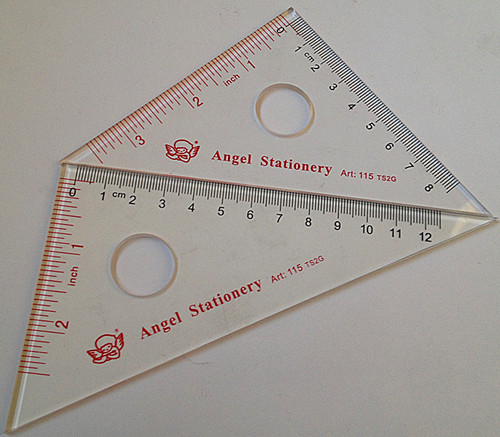 0 1 cm 2 3 4 5 6 7 8
1 2 3
inch
Angel Stationery Art: 115 TS2G
0 1 cm 2 3 4 5 6 7 8 9 10 11 12
1 2
inch
Angel Stationery Art: 115 TS2G